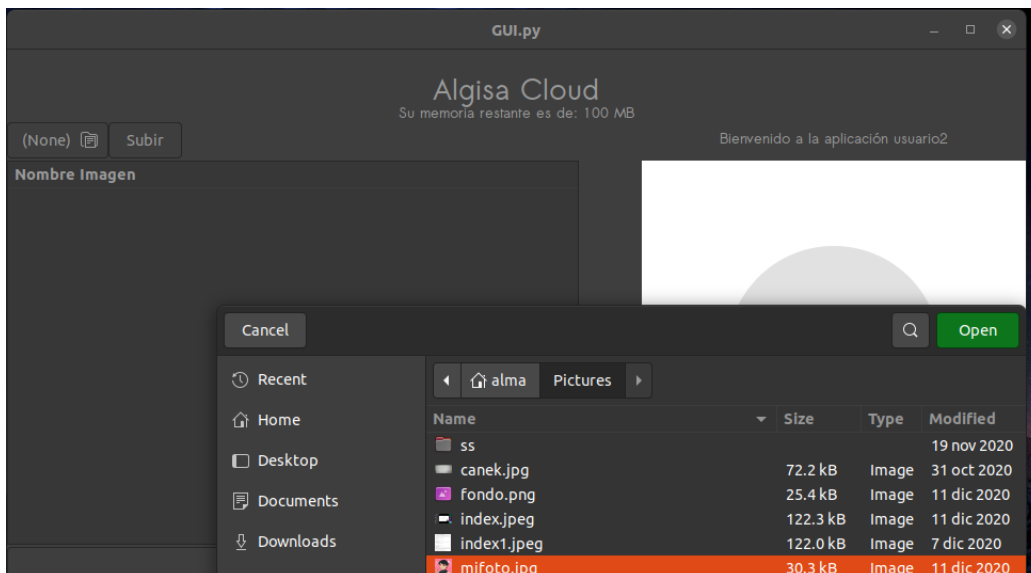 GUI.py
Algisa Cloud
Su memoria restante es de: 100 MB
(None) Subir
Bienvenido a la aplicación usuario2
Nombre Imagen
Cancel Open
Recent
alma Pictures
Home
Name Size Type Modified
ss 19 nov 2020
Desktop
canek.jpg 72.2 kB Image 31 oct 2020
fondo.png 25.4 kB Image 11 dic 2020
Documents
index.jpeg 122.3 kB Image 11 dic 2020
Downloads
index1.jpeg 122.0 kB Image 7 dic 2020
mifoto.jpg 30.3 kB Image 11 dic 2020